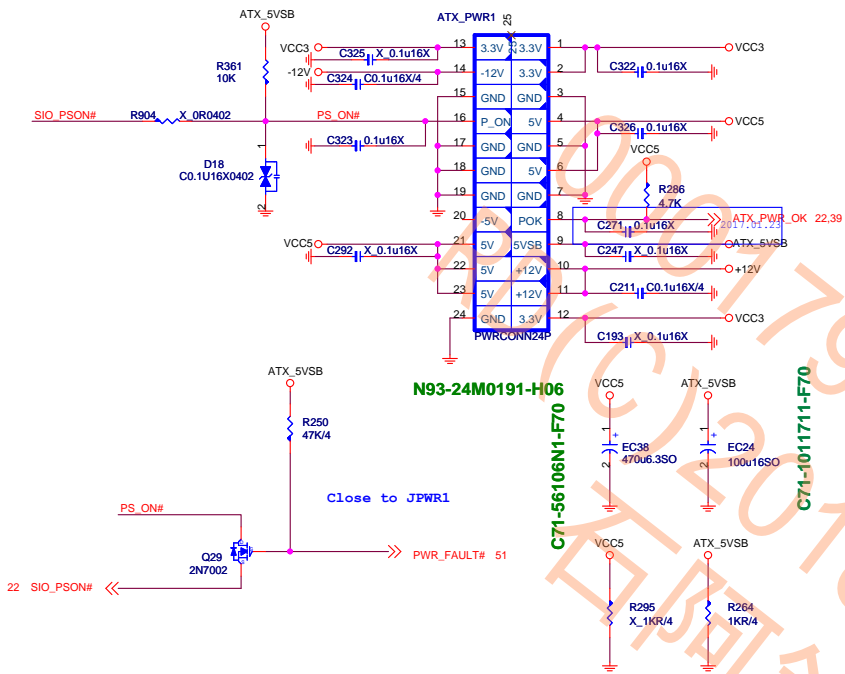 ATX_5VSB
ATX_PWR1
25
25
VCC3
C325 X_0.1u16X
-12V
C324 C0.1U16X/4
R361
10K
SIO_PSON#
R904 X_0R0402
PS_ON#
C323 0.1u16X
D18
C0.1U16X0402
1
2
VCC5
C292 X_0.1u16X
13 3.3V 3.3V 1
14 -12V 3.3V 2
15 GND GND 3
16 P_ON 5V 4
17 GND GND 5
18 GND 5V 6
19 GND GND 7
20 -5V POK 8
21 5V 5VSB 9
22 5V +12V 10
23 5V +12V 11
24 GND 3.3V 12
PWRCONN24P
VCC3
C322 0.1u16X
VCC5
C326 0.1u16X
VCC5
R286
4.7K
ATX_PWR_OK 22,39
C271 0.1u16X
2017.01.23
ATX_5VSB
C247 X_0.1u16X
+12V
C211 C0.1U16X/4
VCC3
C193 X_0.1u16X
N93-24M0191-H06
ATX_5VSB
R250
47K/4
Close to JPWR1
PS_ON#
Q29
2N7002
PWR_FAULT# 51
22 SIO_PSON#
C71-56106N1-F70
VCC5
1
+
EC38
470u6.3SO
2
ATX_5VSB
1
+
EC24
100u16SO
2
C71-1011711-F70
VCC5
R295
X_1KR/4
ATX_5VSB
R264
1KR/4